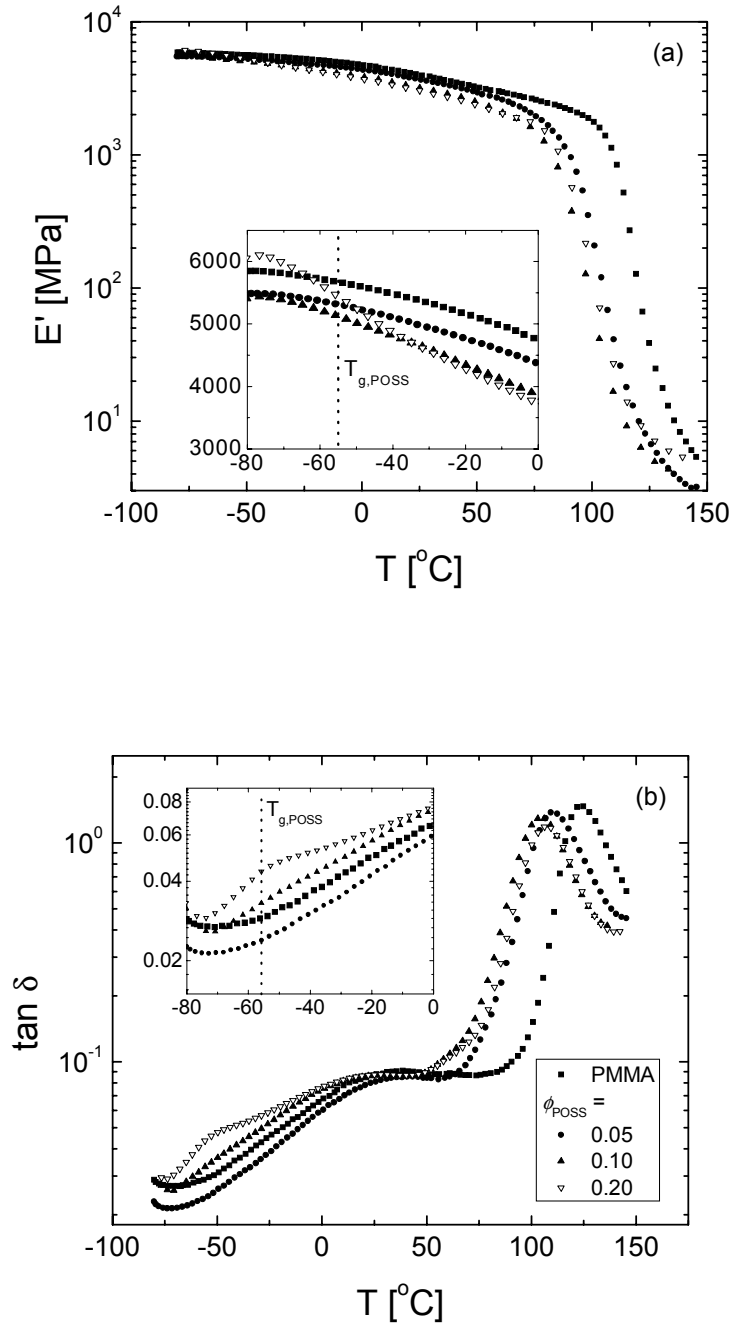 (a)
10^4
10^3
10^2
10^1
E' [MPa]
-100 -50 0 50 100 150
T [°C]
6000
5000
4000
3000
-80 -60 -40 -20 0
T_g,POSS
(b)
10^0
10^-1
tan δ
-100 -50 0 50 100 150
T [°C]
0.08
0.06
0.04
0.02
-80 -60 -40 -20 0
T_g,POSS
PMMA
ϕ_POSS =
0.05
0.10
0.20